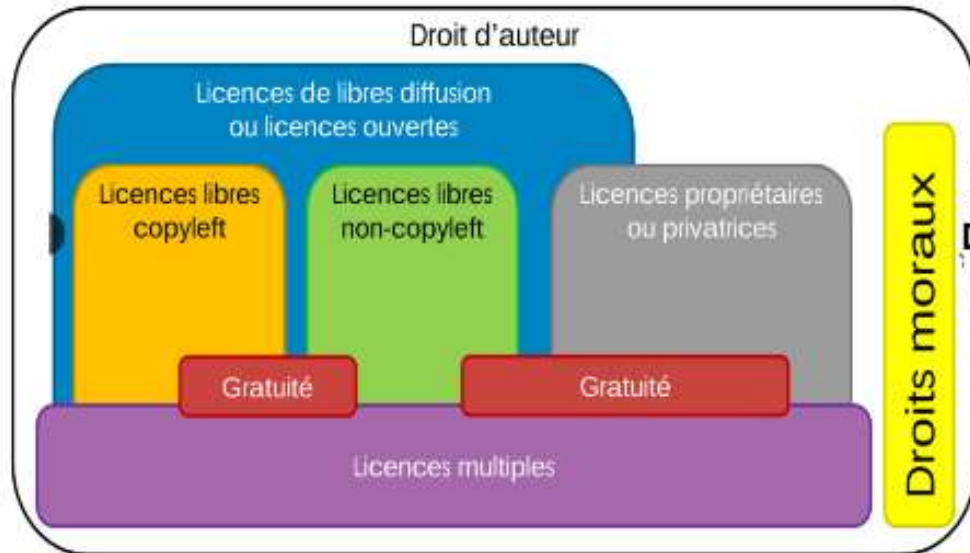 Droit d’auteur
Licences de libres diffusion
ou licences ouvertes
Licences libres
copyleft
Licences libres
non-copyleft
Licences propriétaires
ou privatrices
Gratuité
Gratuité
Licences multiples
Droits moraux